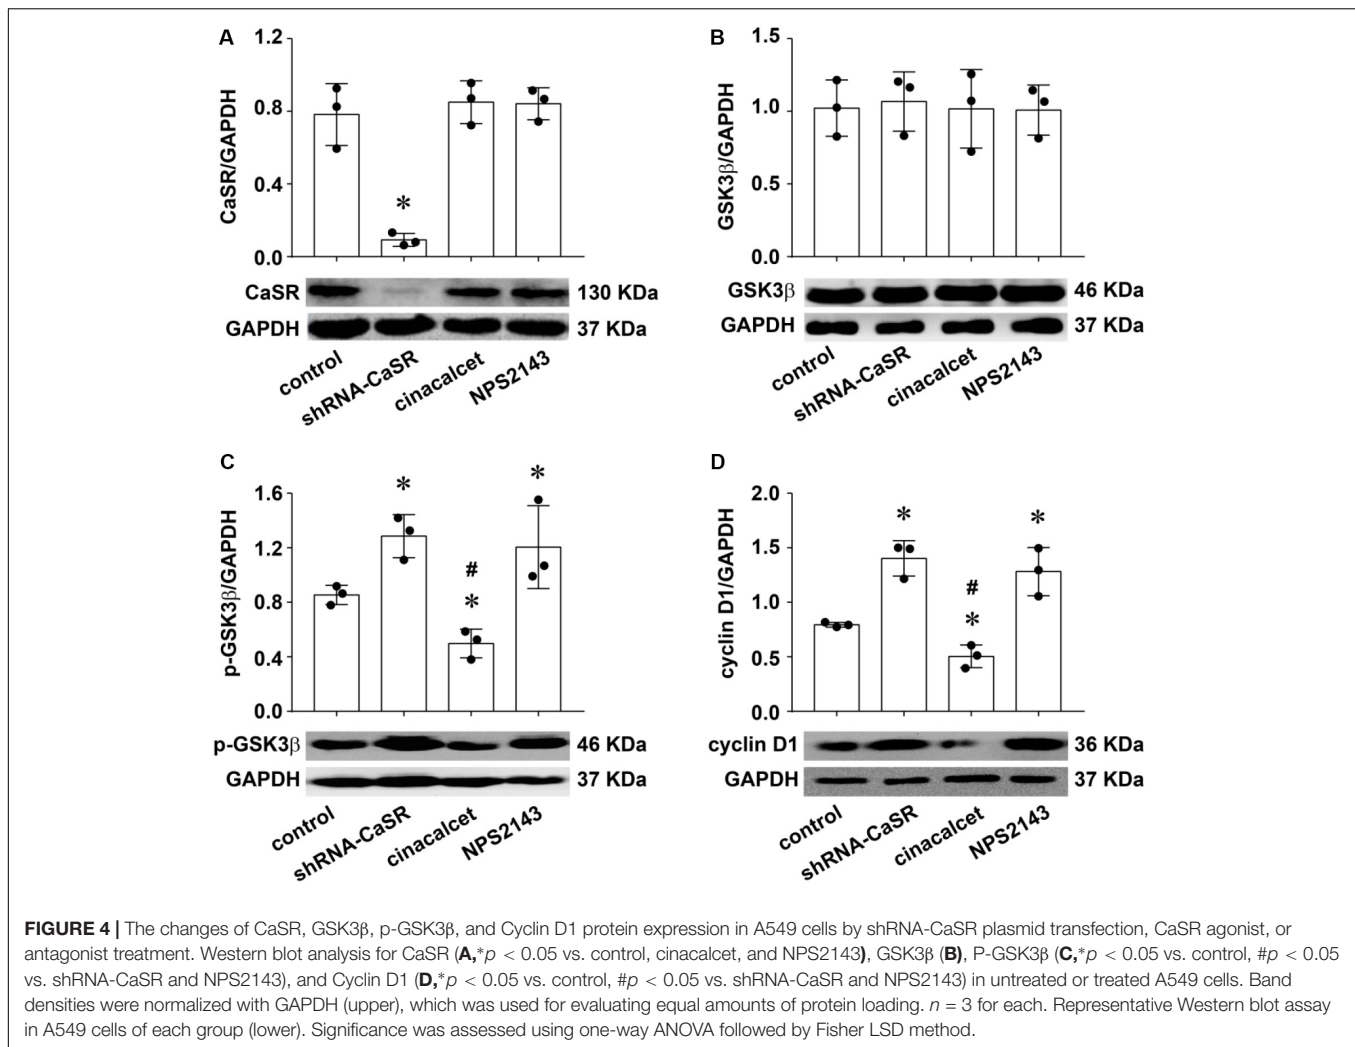 A
1.2
0.8
0.4
0.0
CaSR/GAPDH
*
CaSR
130 KDa
GAPDH
37 KDa
control
shRNA-CaSR
cinacalcet
NPS2143
B
1.5
1.0
0.5
0.0
GSK3β/GAPDH
GSK3β
46 KDa
GAPDH
37 KDa
control
shRNA-CaSR
cinacalcet
NPS2143
C
1.6
1.2
0.8
0.4
0.0
p-GSK3β/GAPDH
*
#
*
*
p-GSK3β
46 KDa
GAPDH
37 KDa
control
shRNA-CaSR
cinacalcet
NPS2143
D
2.0
1.5
1.0
0.5
0.0
cyclin D1/GAPDH
*
#
*
*
cyclin D1
36 KDa
GAPDH
37 KDa
control
shRNA-CaSR
cinacalcet
NPS2143
FIGURE 4 | The changes of CaSR, GSK3β, p-GSK3β, and Cyclin D1 protein expression in A549 cells by shRNA-CaSR plasmid transfection, CaSR agonist, or
antagonist treatment. Western blot analysis for CaSR (A,*p < 0.05 vs. control, cinacalcet, and NPS2143), GSK3β (B), P-GSK3β (C,*p < 0.05 vs. control, #p < 0.05
vs. shRNA-CaSR and NPS2143), and Cyclin D1 (D,*p < 0.05 vs. control, #p < 0.05 vs. shRNA-CaSR and NPS2143) in untreated or treated A549 cells. Band
densities were normalized with GAPDH (upper), which was used for evaluating equal amounts of protein loading. n = 3 for each. Representative Western blot assay
in A549 cells of each group (lower). Significance was assessed using one-way ANOVA followed by Fisher LSD method.